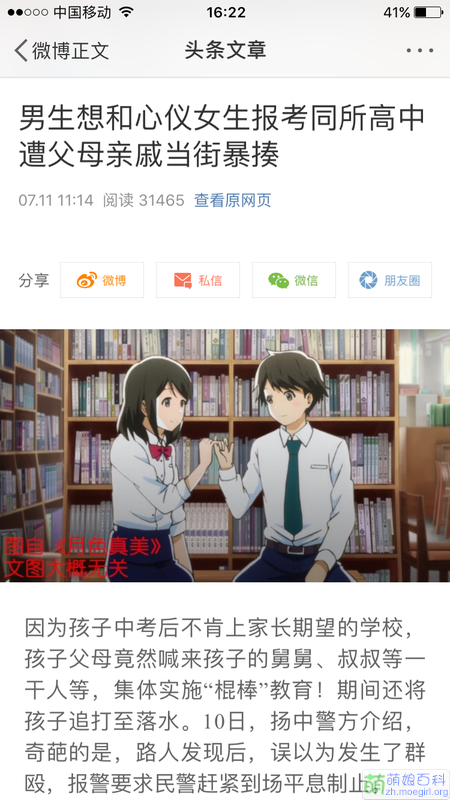 中国移动 16:22 41%
微博正文 头条文章
男生想和心仪女生报考同所高中
遭父母亲戚当街暴揍
07.11 11:14 阅读 31465 查看原网页
分享 微博 私信 微信 朋友圈
图自《月色真美》
文图大概无关
因为孩子中考后不肯上家长期望的学校，
孩子父母竟然喊来孩子的舅舅、叔叔等一
干人等，集体实施“棍棒”教育！期间还将
孩子追打至落水。10日，扬中警方介绍，
奇葩的是，路人发现后，误以为发生了群
殴，报警要求民警赶紧到场平息制止。
萌 萌娘百科
zh.moegirl.org